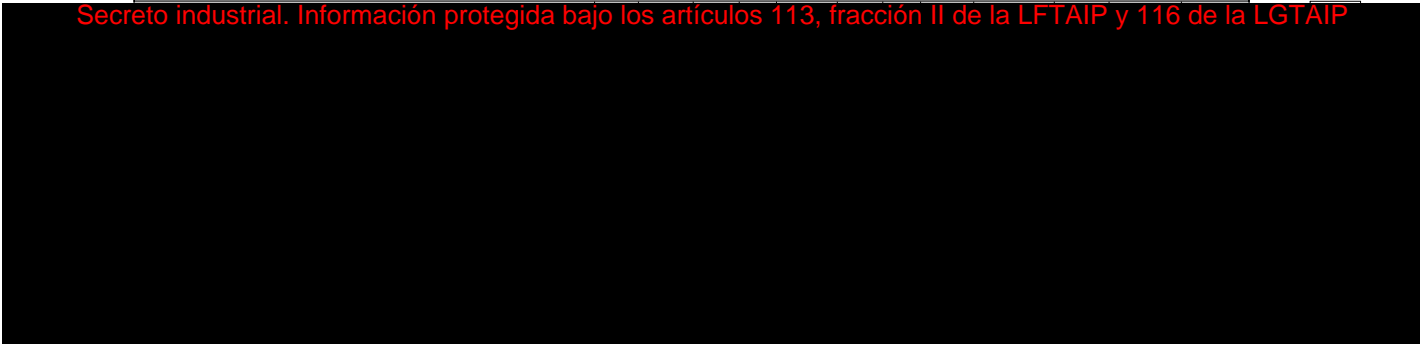 Secreto industrial. Información protegida bajo los artículos 113, fracción II de la LFTAIP y 116 de la LGTAIP